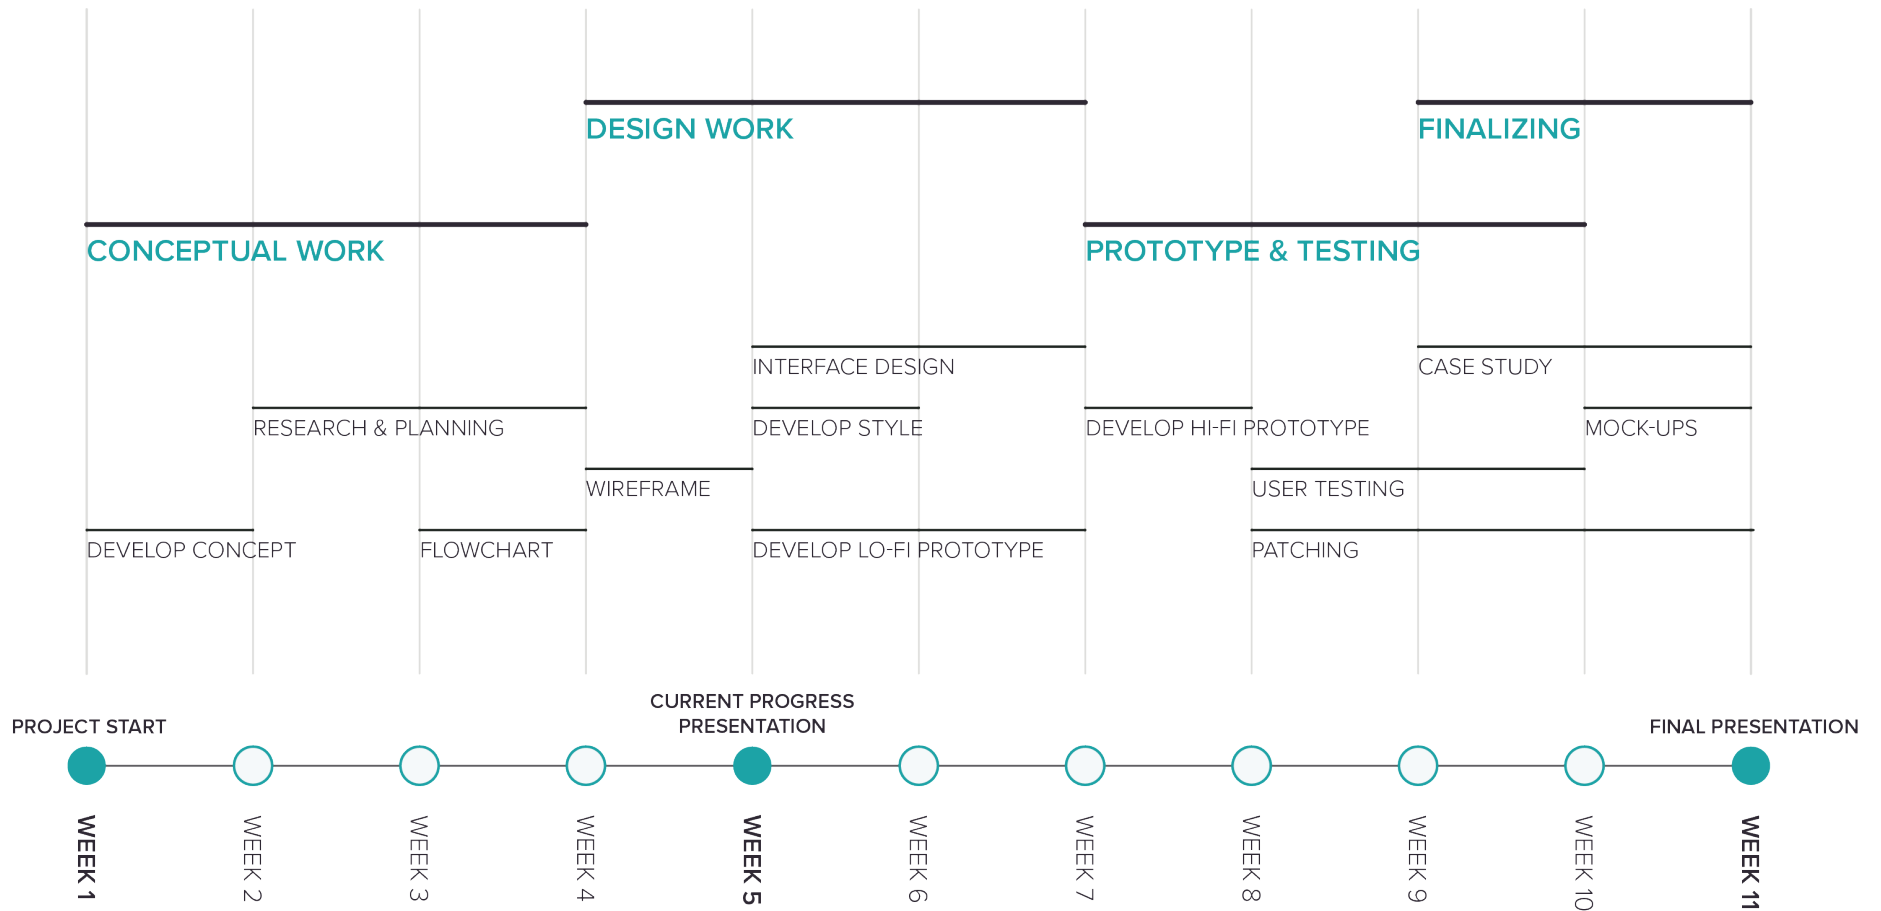 DESIGN WORK
FINALIZING
CONCEPTUAL WORK
PROTOTYPE & TESTING
INTERFACE DESIGN
CASE STUDY
RESEARCH & PLANNING
DEVELOP STYLE
DEVELOP HI-FI PROTOTYPE
MOCK-UPS
WIREFRAME
USER TESTING
DEVELOP CONCEPT
FLOWCHART
DEVELOP LO-FI PROTOTYPE
PATCHING
PROJECT START
CURRENT PROGRESS
PRESENTATION
FINAL PRESENTATION
WEEK 1
WEEK 2
WEEK 3
WEEK 4
WEEK 5
WEEK 6
WEEK 7
WEEK 8
WEEK 9
WEEK 10
WEEK 11